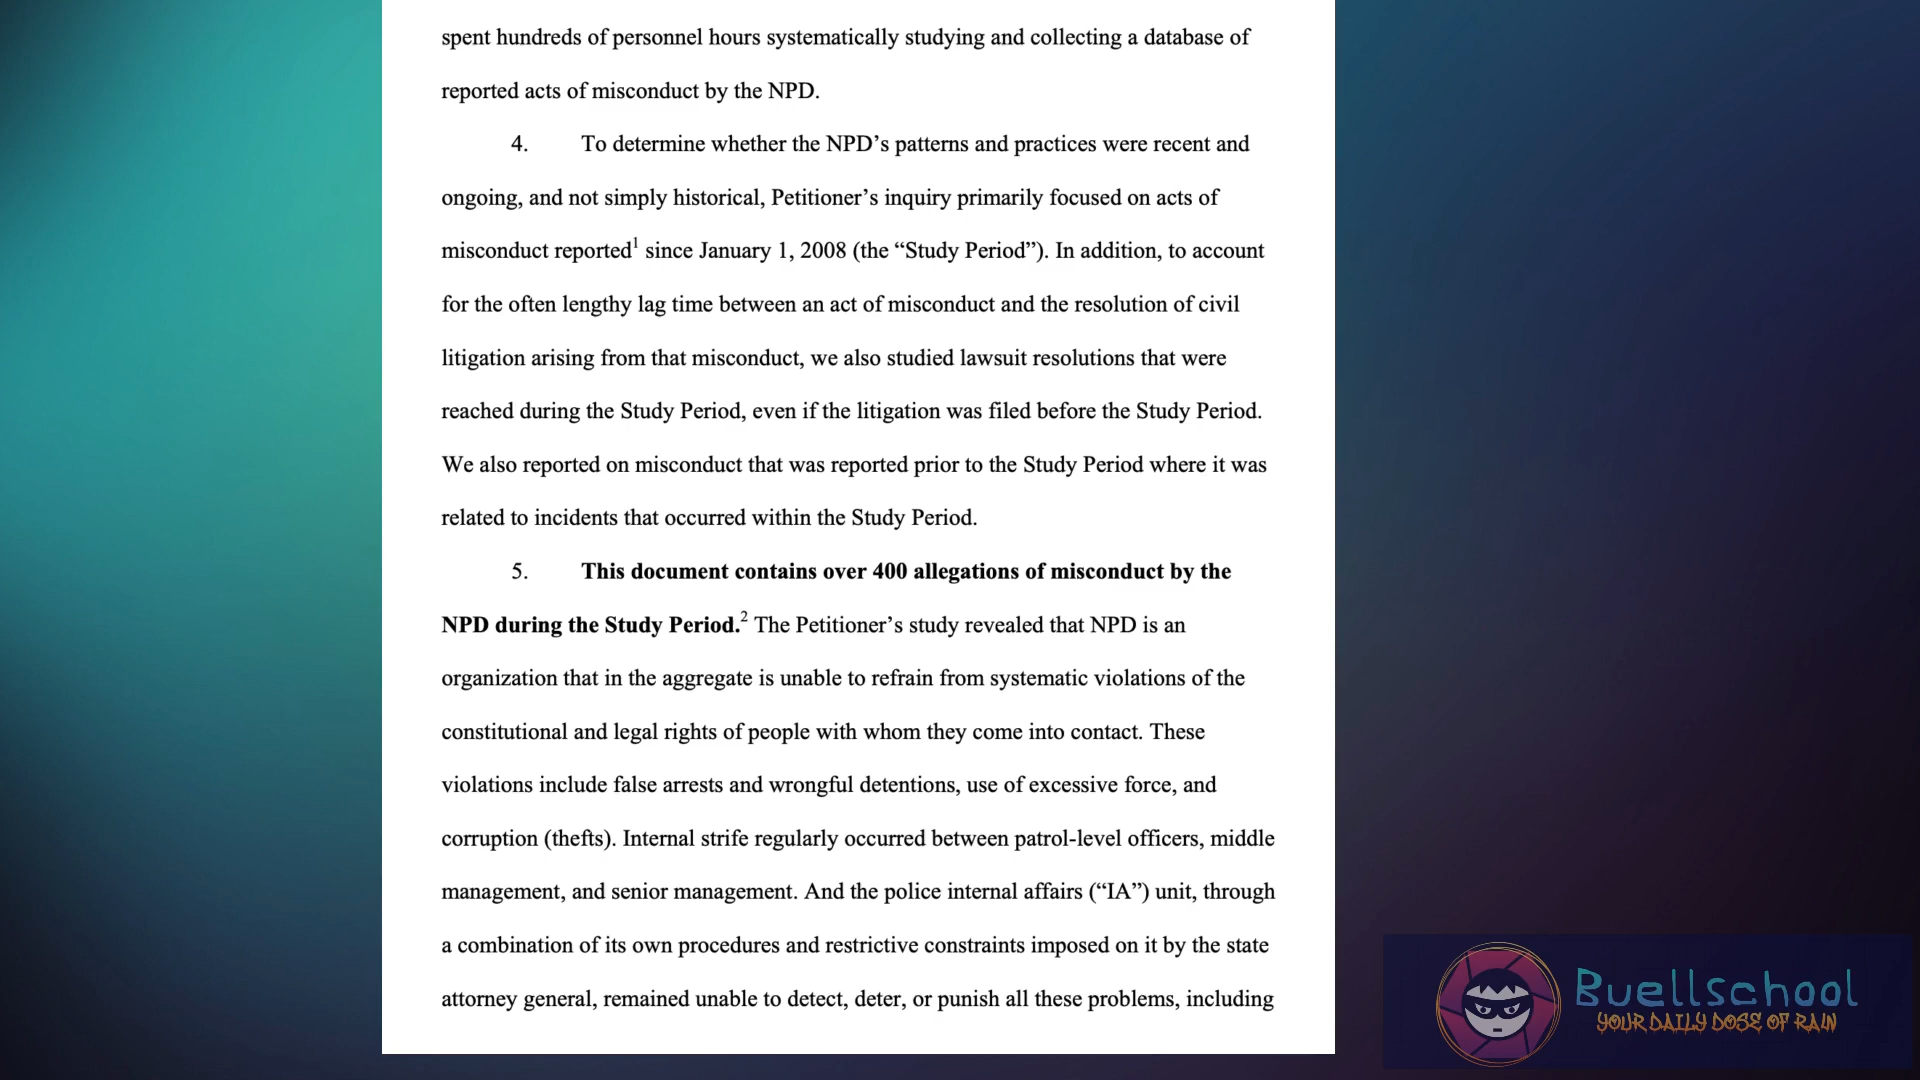 spent hundreds of personnel hours systematically studying and collecting a database of
reported acts of misconduct by the NPD.
4. To determine whether the NPD’s patterns and practices were recent and
ongoing, and not simply historical, Petitioner’s inquiry primarily focused on acts of
misconduct reported1 since January 1, 2008 (the “Study Period”). In addition, to account
for the often lengthy lag time between an act of misconduct and the resolution of civil
litigation arising from that misconduct, we also studied lawsuit resolutions that were
reached during the Study Period, even if the litigation was filed before the Study Period.
We also reported on misconduct that was reported prior to the Study Period where it was
related to incidents that occurred within the Study Period.
5. This document contains over 400 allegations of misconduct by the
NPD during the Study Period.2 The Petitioner’s study revealed that NPD is an
organization that in the aggregate is unable to refrain from systematic violations of the
constitutional and legal rights of people with whom they come into contact. These
violations include false arrests and wrongful detentions, use of excessive force, and
corruption (thefts). Internal strife regularly occurred between patrol-level officers, middle
management, and senior management. And the police internal affairs (“IA”) unit, through
a combination of its own procedures and restrictive constraints imposed on it by the state
attorney general, remained unable to detect, deter, or punish all these problems, including
Buellschool
YOUR DAILY DOSE OF RAIN